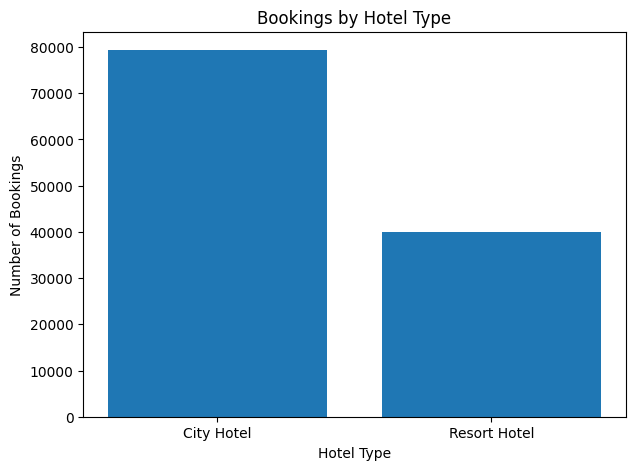 Bookings by Hotel Type
Number of Bookings
80000
70000
60000
50000
40000
30000
20000
10000
0
City Hotel
Resort Hotel
Hotel Type